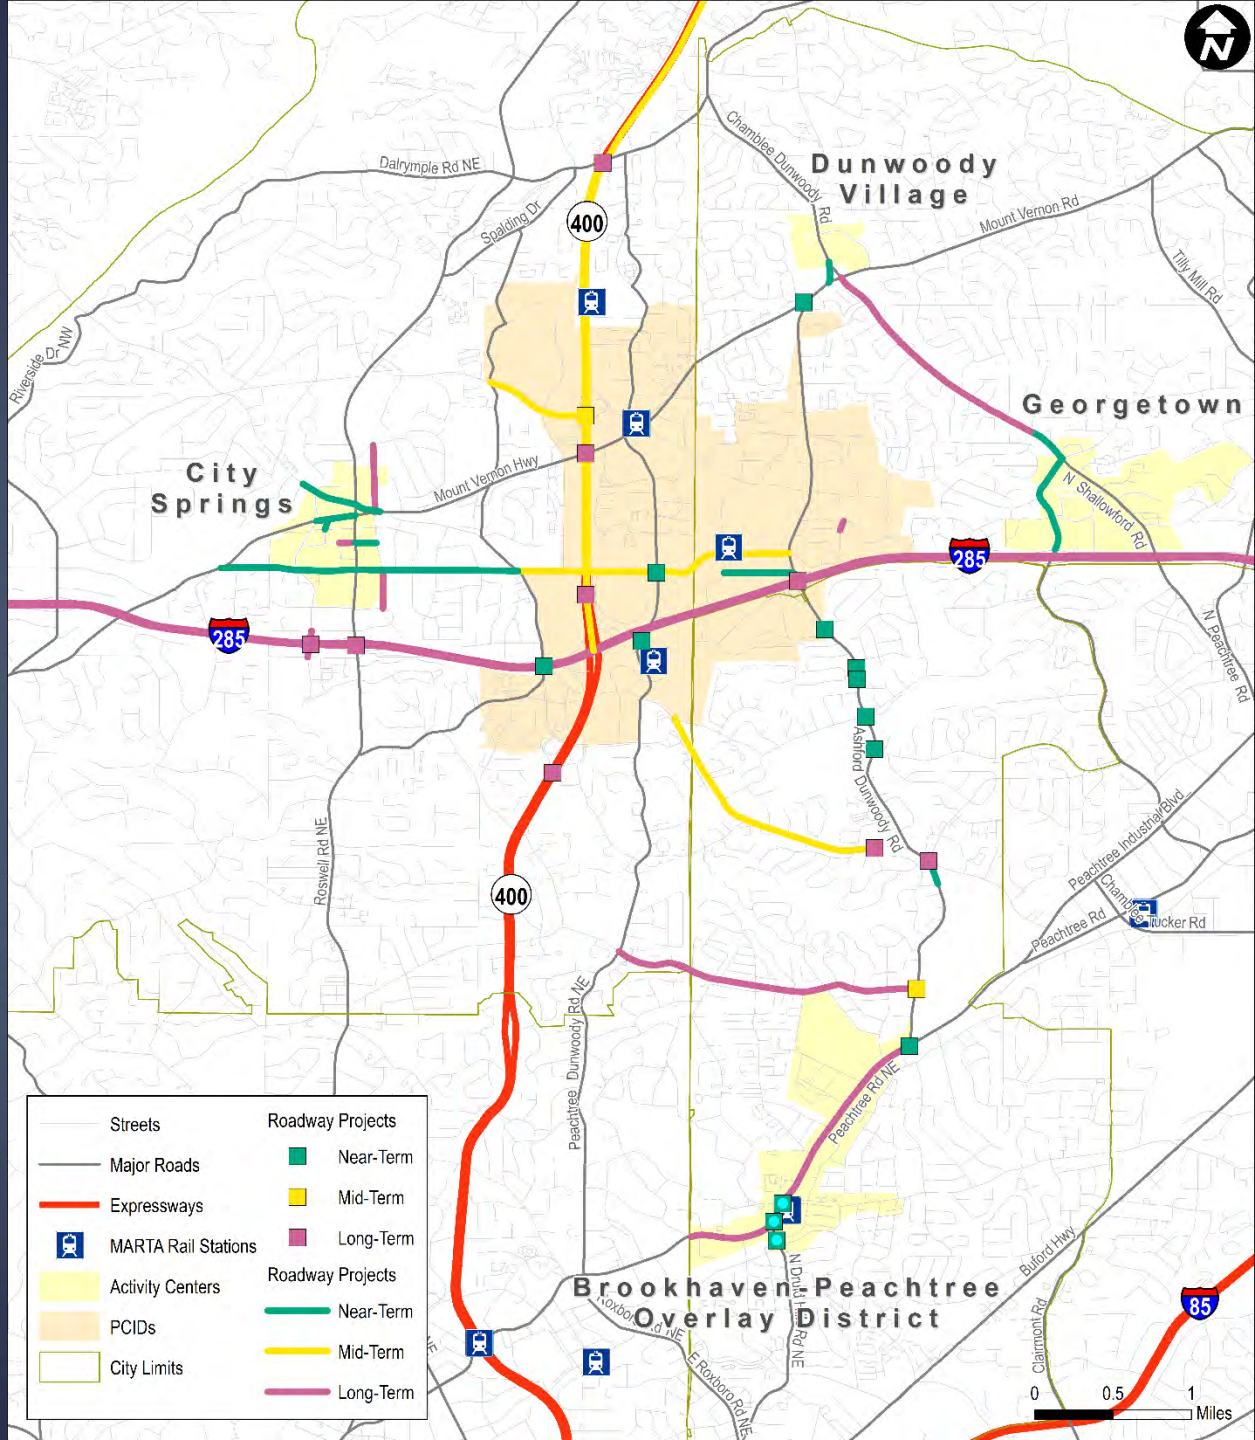 N
Dalrymple Rd NE
Chamblee Dunwoody Rd
Dunwoody
Village
Spalding Dr
400
Mount Vernon Rd
Tilly Mill Rd
Riverside Dr NW
Georgetown
City
Springs
Mount Vernon Hwy
N Shallowford Rd
285
285
N Peachtree Rd
Ashford Dunwoody Rd
Roswell Rd NE
Peachtree Industrial Blvd
400
Chamblee Tucker Rd
Peachtree Rd
Peachtree Dunwoody Rd NE
Peachtree Rd NE
Buford Hwy
N Druid Hills Rd NE
Brookhaven-Peachtree
Overlay District
Roxboro Rd NE
E Roxboro Rd NE
Clairmont Rd
85
NE
Streets
Major Roads
Expressways
MARTA Rail Stations
Activity Centers
PCIDs
City Limits
Roadway Projects
Near-Term
Mid-Term
Long-Term
Roadway Projects
Near-Term
Mid-Term
Long-Term
0 0.5 1
Miles